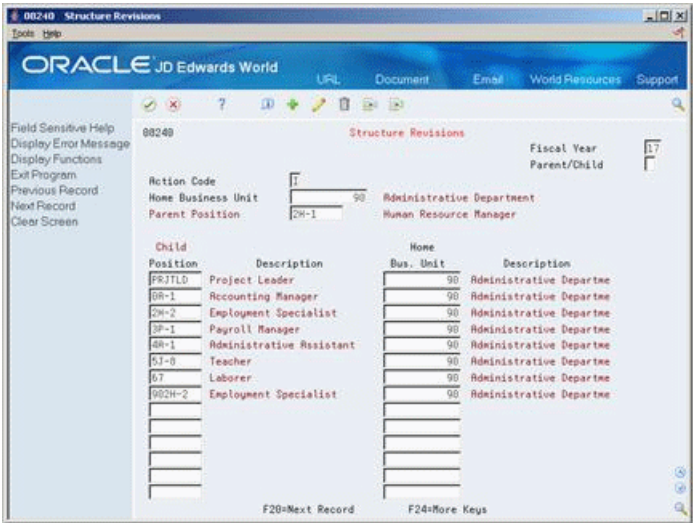 00240 Structure Revisions
Tools Help
ORACLE JD Edwards World
URL Document Email World Resources Support
Field Sensitive Help
Display Error Message
Display Functions
Exit Program
Previous Record
Next Record
Clear Screen
08240 Structure Revisions
Fiscal Year 17
Parent/Child
Action Code I
Home Business Unit 90 Administrative Department
Parent Position 2H-1 Human Resource Manager
Child Home
Position Description Bus. Unit Description
PRJTLD Project Leader 90 Administrative Departme
0A-1 Accounting Manager 90 Administrative Departme
2H-2 Employment Specialist 90 Administrative Departme
3P-1 Payroll Manager 90 Administrative Departme
4A-1 Administrative Assistant 90 Administrative Departme
5J-8 Teacher 90 Administrative Departme
67 Laborer 90 Administrative Departme
902H-2 Employment Specialist 90 Administrative Departme
F20=Next Record F24=More Keys